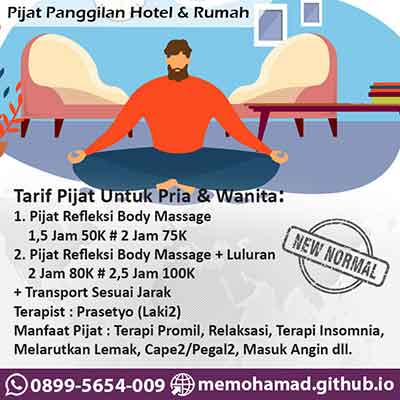 Pijat Panggilan Hotel & Rumah
Tarif Pijat Untuk Pria & Wanita:
1. Pijat Refleksi Body Massage
1,5 Jam 50K # 2 Jam 75K
2. Pijat Refleksi Body Massage + Luluran
2 Jam 80K # 2,5 Jam 100K
+ Transport Sesuai Jarak
Terapist : Prasetyo (Laki2)
Manfaat Pijat : Terapi Promil, Relaksasi, Terapi Insomnia,
Melarutkan Lemak, Cape2/Pegal2, Masuk Angin dll.
NEW NORMAL
0899-5654-009 memohamad.github.io